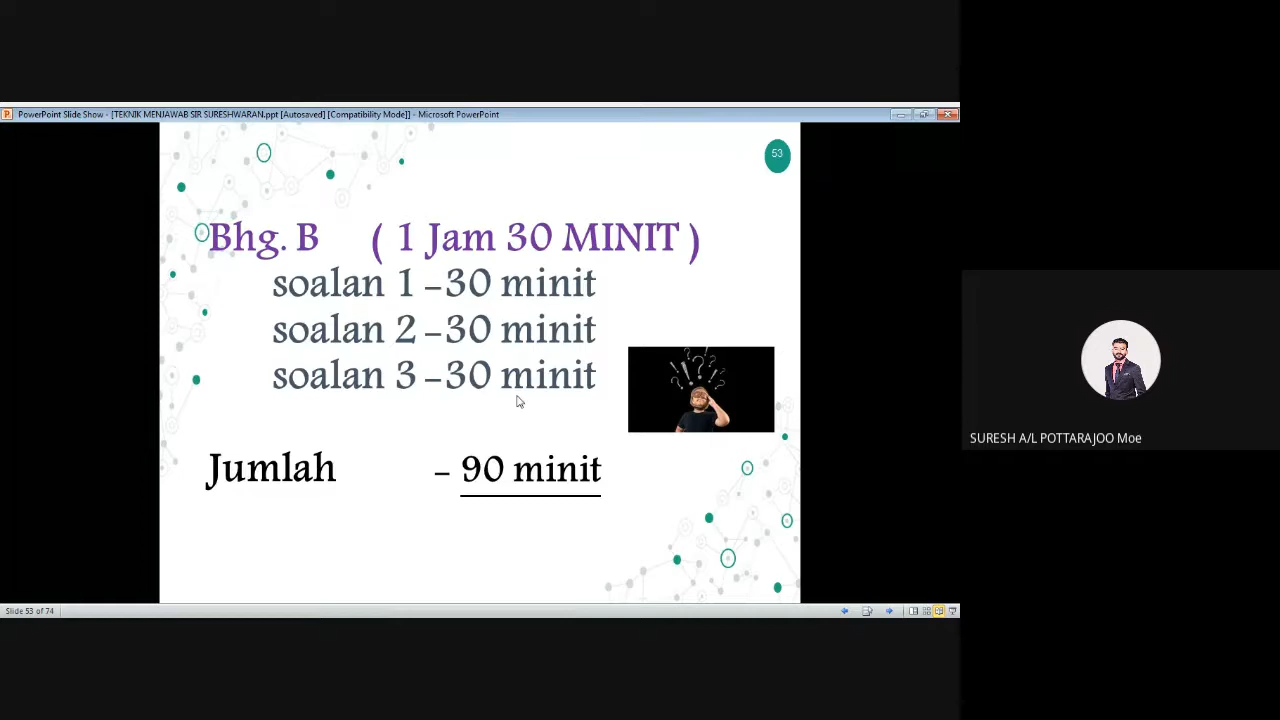 PowerPoint Slide Show - [TEKNIK MENJAWAB SIR SURESHWARAN.ppt [Autosaved] [Compatibility Mode]] - Microsoft PowerPoint
53
Bhg. B ( 1 Jam 30 MINIT )
soalan 1 -30 minit
soalan 2 -30 minit
soalan 3 -30 minit
Jumlah - 90 minit
SURESH A/L POTTARAJOO Moe
Slide 53 of 74